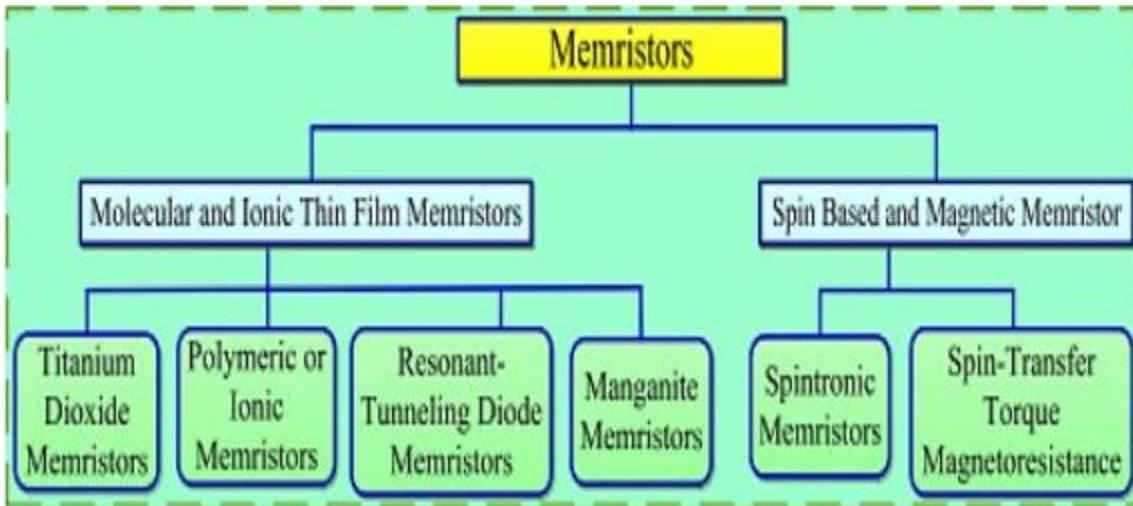 Memristors
Molecular and Ionic Thin Film Memristors
Spin Based and Magnetic Memristor
Titanium
Dioxide
Memristors
Polymeric or
Ionic
Memristors
Resonant-
Tunneling Diode
Memristors
Manganite
Memristors
Spintronic
Memristors
Spin-Transfer
Torque
Magnetoresistance